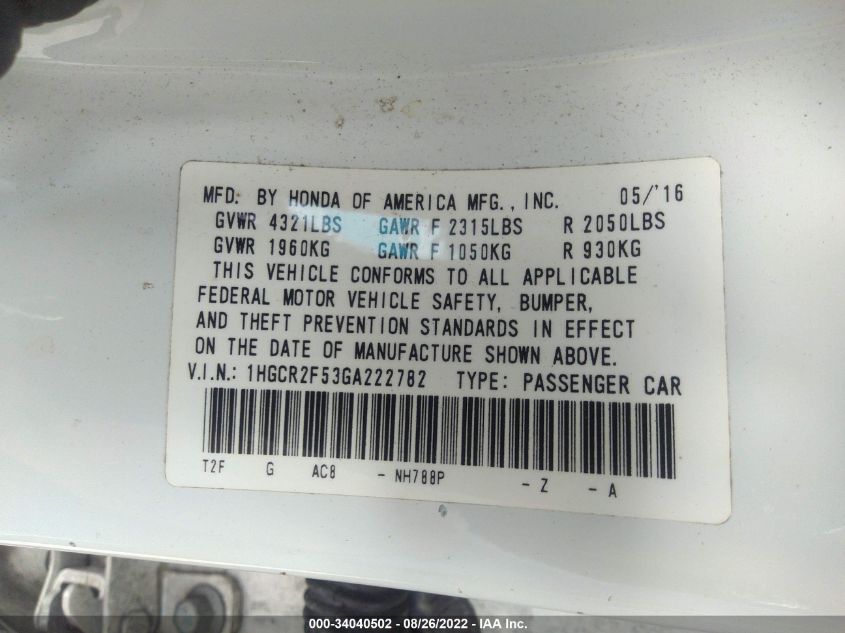 MFD. BY HONDA OF AMERICA MFG., INC. 05/'16
GVWR 4321LBS GAWR F 2315LBS R 2050LBS
GVWR 1960KG GAWR F 1050KG R 930KG
THIS VEHICLE CONFORMS TO ALL APPLICABLE
FEDERAL MOTOR VEHICLE SAFETY, BUMPER,
AND THEFT PREVENTION STANDARDS IN EFFECT
ON THE DATE OF MANUFACTURE SHOWN ABOVE.
V.I.N.: 1HGCR2F53GA222782 TYPE: PASSENGER CAR
T2F G AC8 - NH788P - Z - A
000-34040502 - 08/26/2022 - IAA Inc.